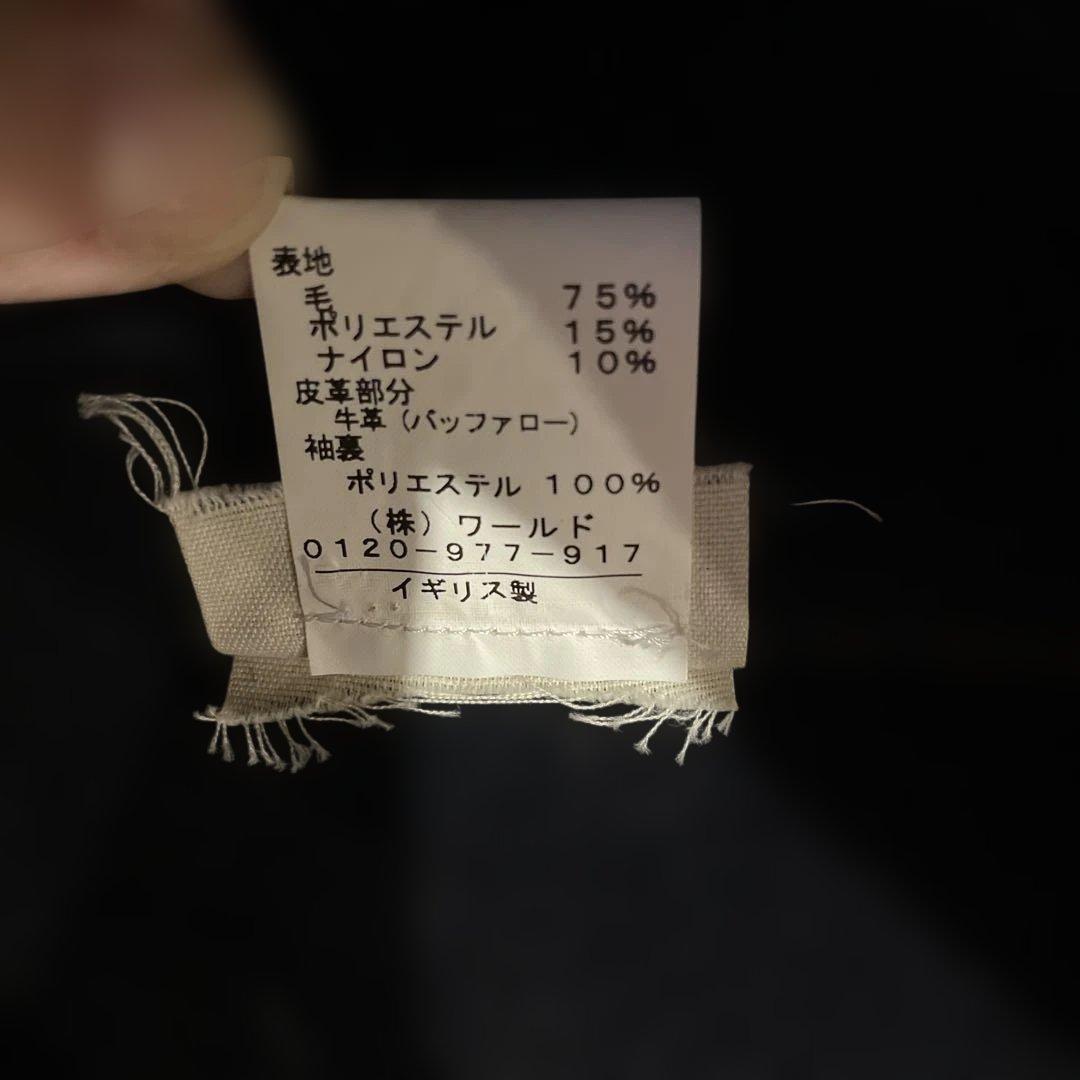 表地
毛 75%
ポリエステル 15%
ナイロン 10%
皮革部分
牛革（バッファロー）
袖裏
ポリエステル 100%
（株）ワールド
0120-977-917
イギリス製